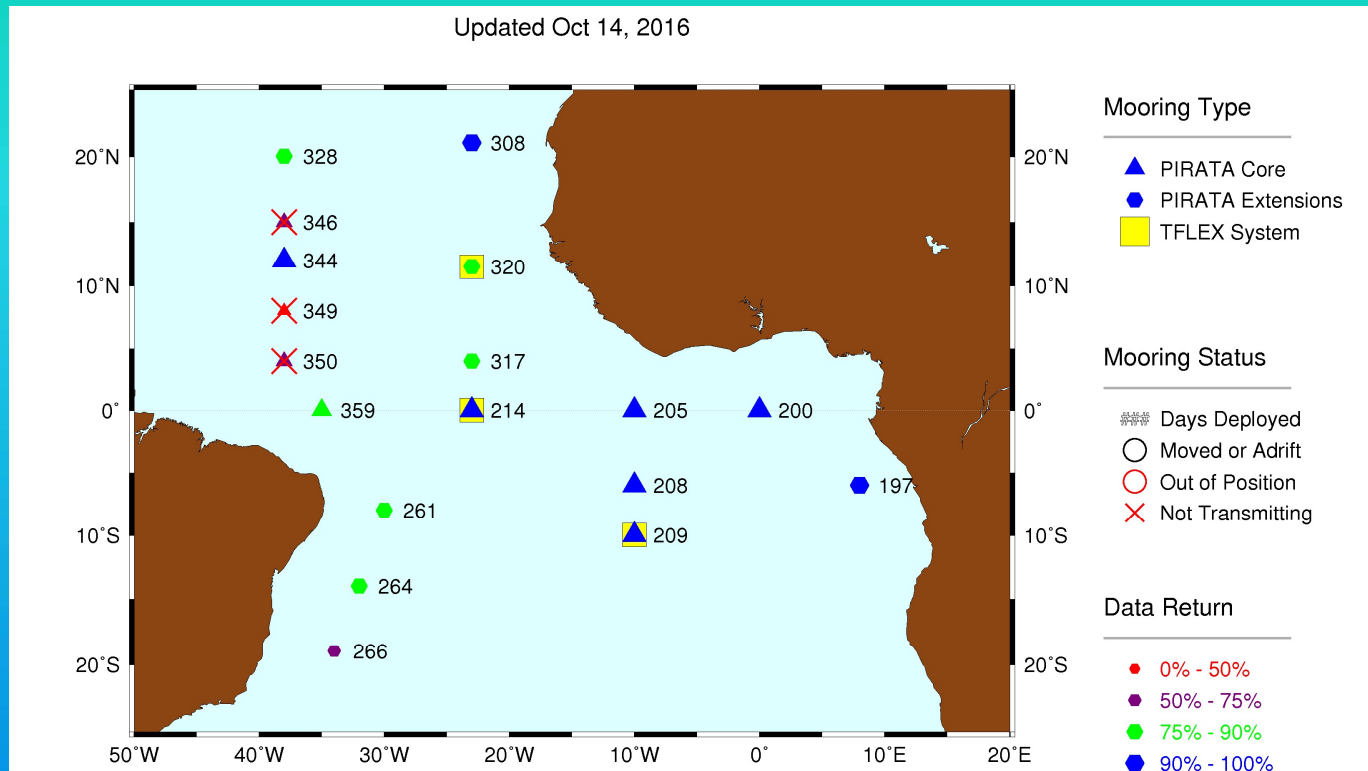 Updated Oct 14, 2016
Mooring Type
PIRATA Core
PIRATA Extensions
TFLEX System
Mooring Status
### Days Deployed
Moved or Adrift
Out of Position
Not Transmitting
Data Return
0% - 50%
50% - 75%
75% - 90%
90% - 100%
20˚N 20˚N
10˚N 10˚N
0˚ 0˚
10˚S 10˚S
20˚S 20˚S
308
328
346
344
320
349
350
317
359
214
205
200
208
197
261
209
264
266
50˚W 40˚W 30˚W 20˚W 10˚W 0˚ 10˚E 20˚E